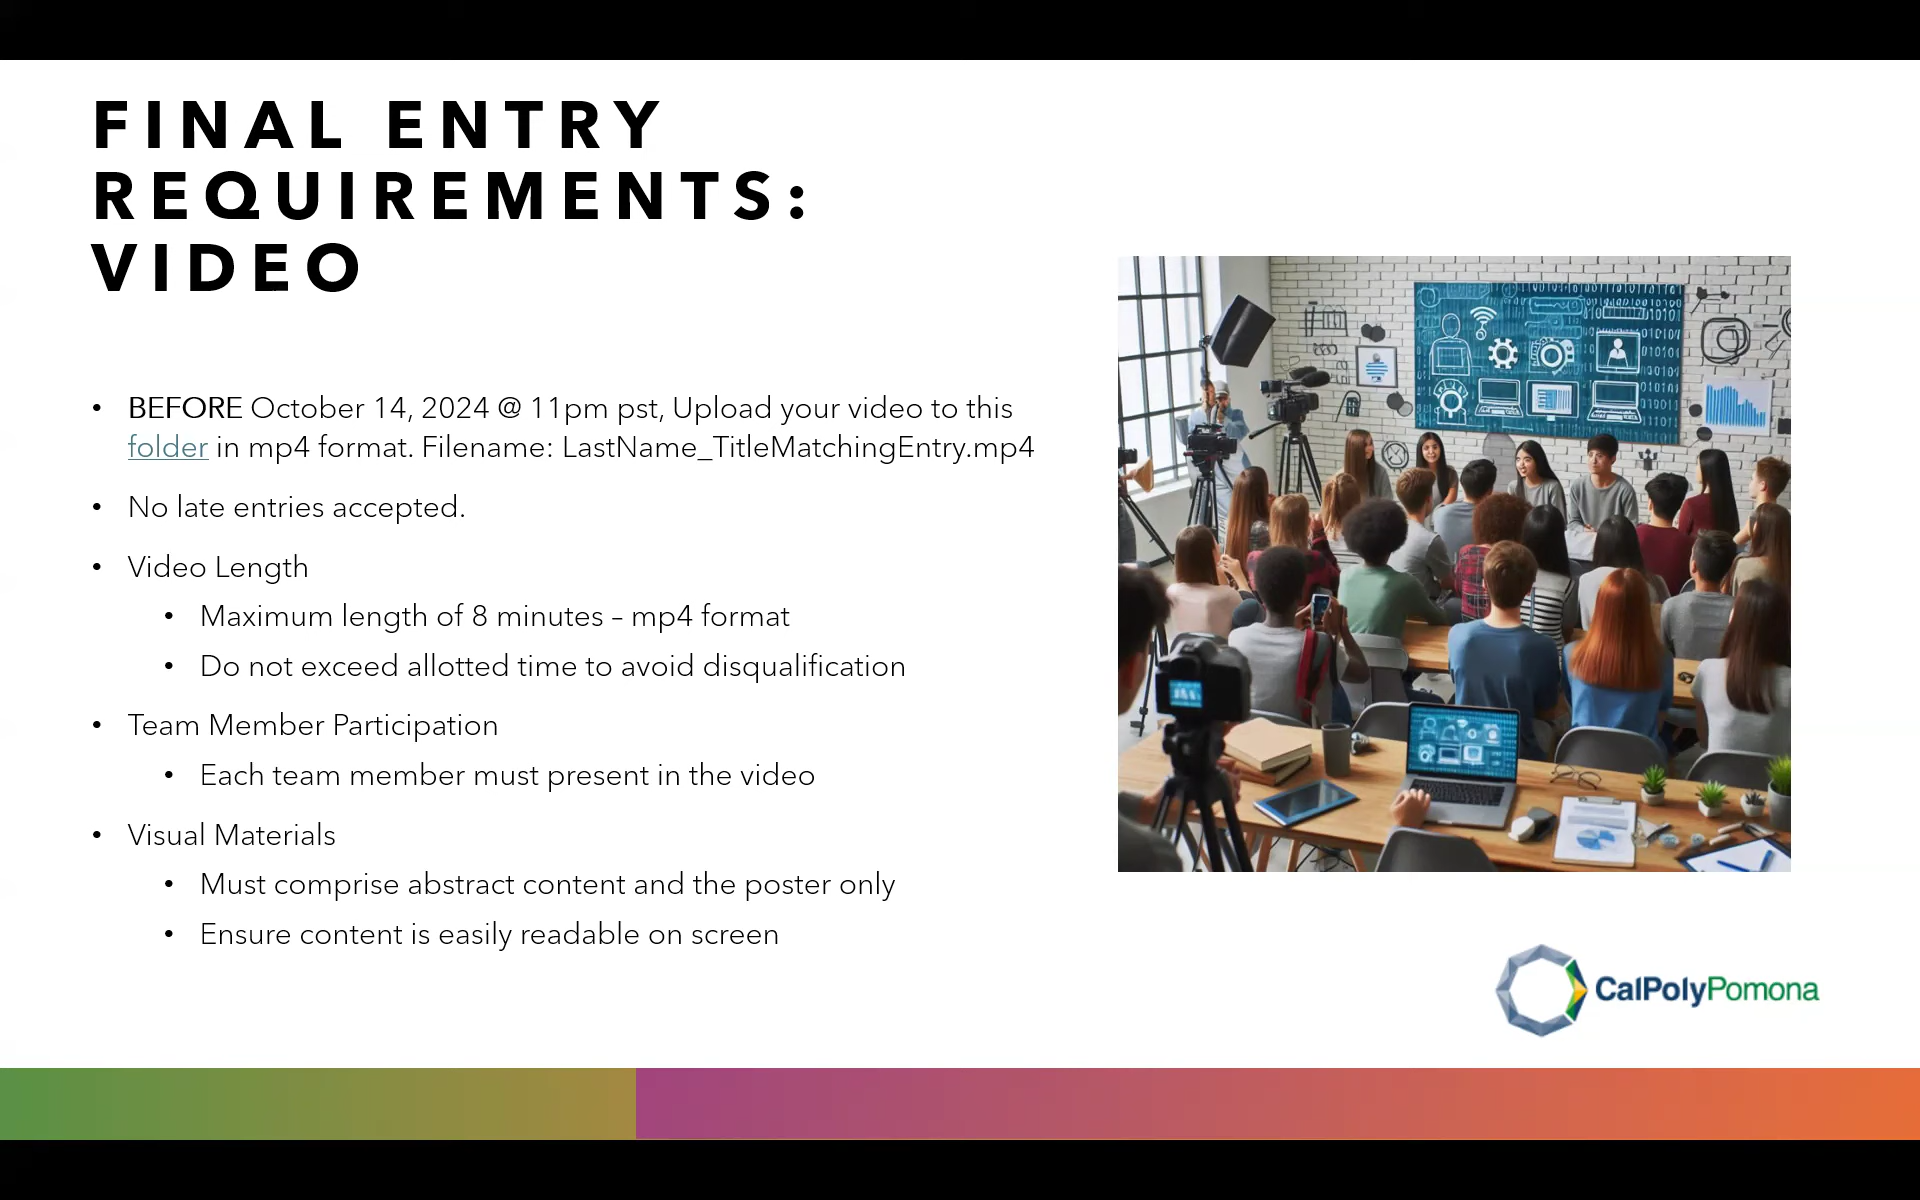 FINAL ENTRY
REQUIREMENTS:
VIDEO
• BEFORE October 14, 2024 @ 11pm pst, Upload your video to this
folder in mp4 format. Filename: LastName_TitleMatchingEntry.mp4
• No late entries accepted.
• Video Length
• Maximum length of 8 minutes – mp4 format
• Do not exceed allotted time to avoid disqualification
• Team Member Participation
• Each team member must present in the video
• Visual Materials
• Must comprise abstract content and the poster only
• Ensure content is easily readable on screen
CalPolyPomona